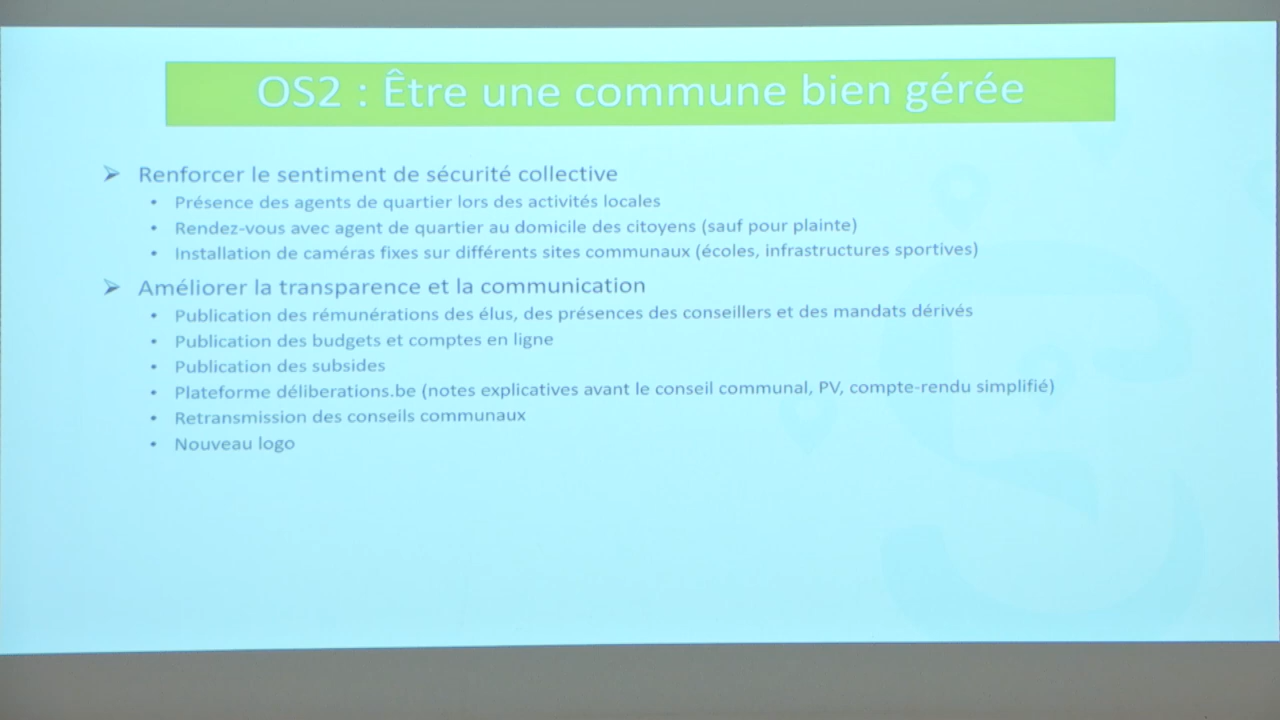 OS2 : Être une commune bien gérée
➢ Renforcer le sentiment de sécurité collective
• Présence des agents de quartier lors des activités locales
• Rendez-vous avec agent de quartier au domicile des citoyens (sauf pour plainte)
• Installation de caméras fixes sur différents sites communaux (écoles, infrastructures sportives)
➢ Améliorer la transparence et la communication
• Publication des rémunérations des élus, des présences des conseillers et des mandats dérivés
• Publication des budgets et comptes en ligne
• Publication des subsides
• Plateforme déliberations.be (notes explicatives avant le conseil communal, PV, compte-rendu simplifié)
• Retransmission des conseils communaux
• Nouveau logo